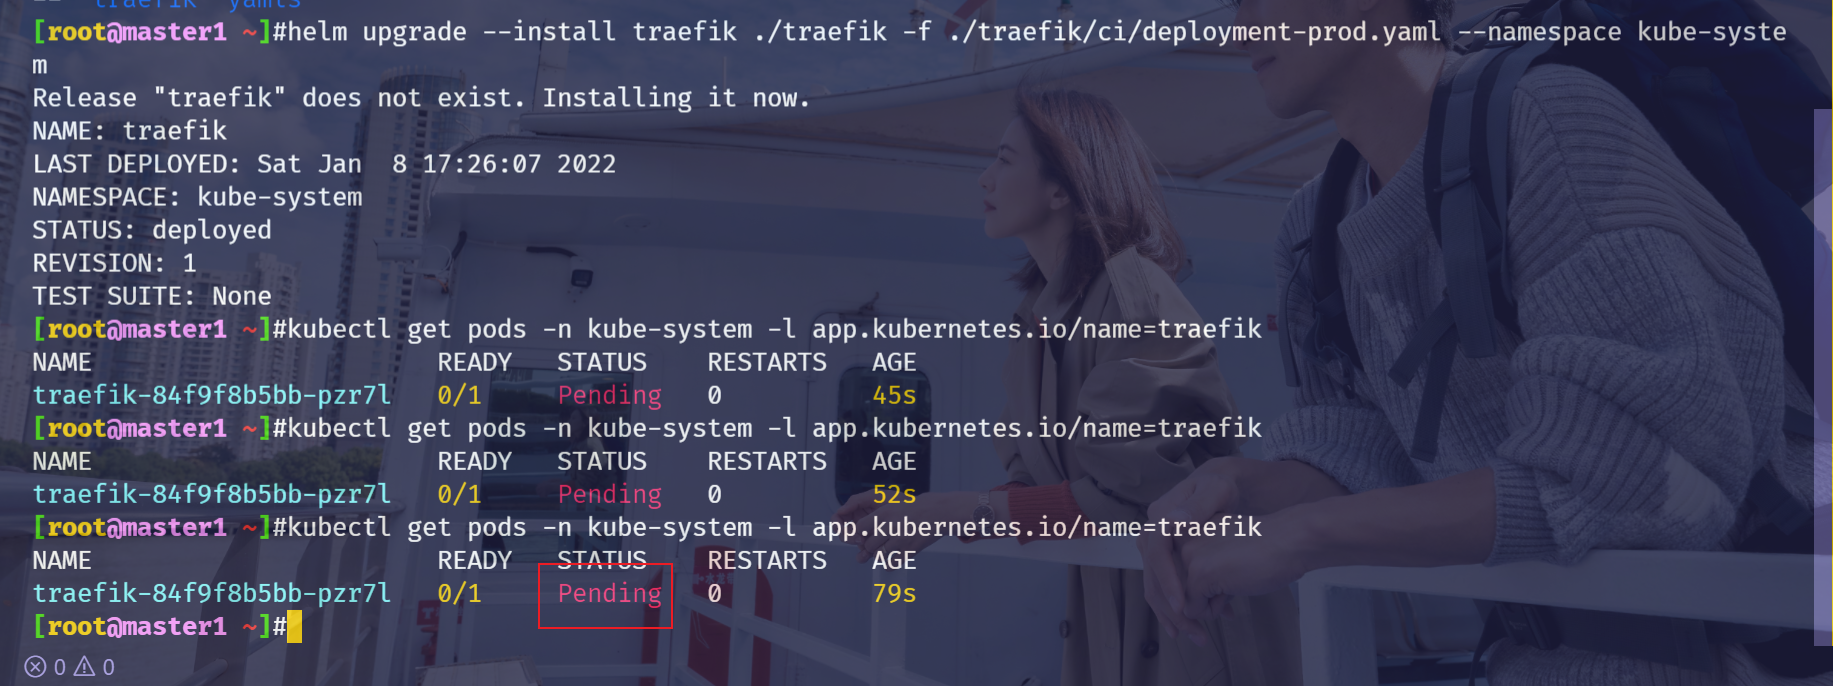 traefik yamls
[root@master1 ~]#helm upgrade --install traefik ./traefik -f ./traefik/ci/deployment-prod.yaml --namespace kube-syste
m
Release "traefik" does not exist. Installing it now.
NAME: traefik
LAST DEPLOYED: Sat Jan  8 17:26:07 2022
NAMESPACE: kube-system
STATUS: deployed
REVISION: 1
TEST SUITE: None
[root@master1 ~]#kubectl get pods -n kube-system -l app.kubernetes.io/name=traefik
NAME                       READY   STATUS    RESTARTS   AGE
traefik-84f9f8b5bb-pzr7l   0/1     Pending   0          45s
[root@master1 ~]#kubectl get pods -n kube-system -l app.kubernetes.io/name=traefik
NAME                       READY   STATUS    RESTARTS   AGE
traefik-84f9f8b5bb-pzr7l   0/1     Pending   0          52s
[root@master1 ~]#kubectl get pods -n kube-system -l app.kubernetes.io/name=traefik
NAME                       READY   STATUS    RESTARTS   AGE
traefik-84f9f8b5bb-pzr7l   0/1     Pending   0          79s
[root@master1 ~]#
0 0